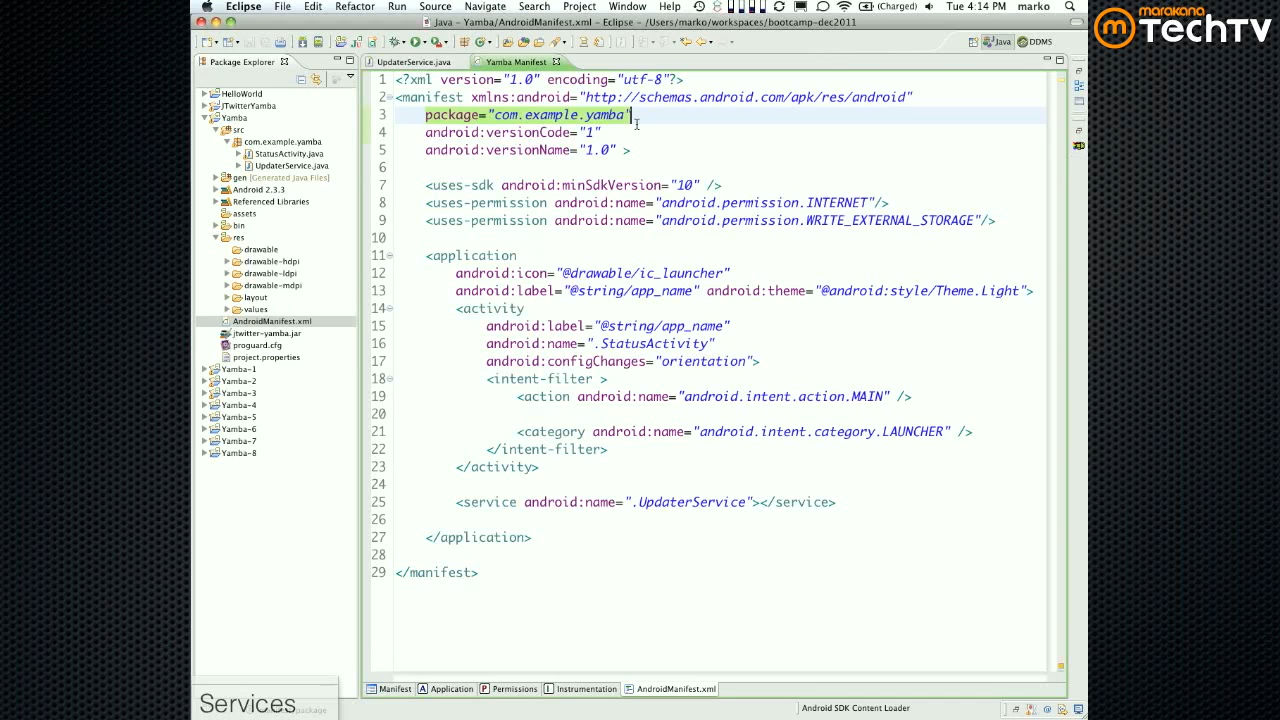 Eclipse File Edit Refactor Run Source Navigate Search Project Window Help (Charged) Tue 4:14 PM marko
marakana
TechTV
Java - Yamba/AndroidManifest.xml - Eclipse - /Users/marko/workspaces/bootcamp-dec2011
Java DDMS
Package Explorer
UpdaterService.java
Yamba Manifest
HelloWorld
JTwitterYamba
Yamba
src
com.example.yamba
StatusActivity.java
UpdaterService.java
gen [Generated Java Files]
Android 2.3.3
Referenced Libraries
assets
bin
res
drawable
drawable-hdpi
drawable-ldpi
drawable-mdpi
layout
values
AndroidManifest.xml
jtwitter-yamba.jar
proguard.cfg
project.properties
Yamba-1
Yamba-2
Yamba-3
Yamba-4
Yamba-5
Yamba-6
Yamba-7
Yamba-8
1 <?xml version="1.0" encoding="utf-8"?>
2 <manifest xmlns:android="http://schemas.android.com/apk/res/android"
3 package="com.example.yamba"
4 android:versionCode="1"
5 android:versionName="1.0" >
6
7 <uses-sdk android:minSdkVersion="10" />
8 <uses-permission android:name="android.permission.INTERNET"/>
9 <uses-permission android:name="android.permission.WRITE_EXTERNAL_STORAGE"/>
10
11 <application
12 android:icon="@drawable/ic_launcher"
13 android:label="@string/app_name" android:theme="@android:style/Theme.Light">
14 <activity
15 android:label="@string/app_name"
16 android:name=".StatusActivity"
17 android:configChanges="orientation">
18 <intent-filter >
19 <action android:name="android.intent.action.MAIN" />
20
21 <category android:name="android.intent.category.LAUNCHER" />
22 </intent-filter>
23 </activity>
24
25 <service android:name=".UpdaterService"></service>
26
27 </application>
28
29 </manifest>
Manifest Application Permissions Instrumentation AndroidManifest.xml
Services
Android SDK Content Loader